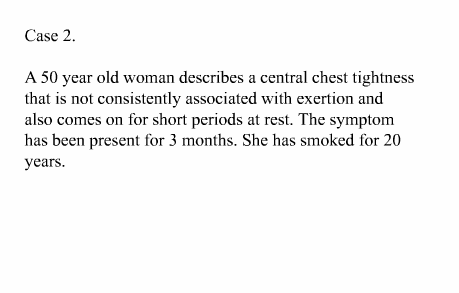 Case 2.
A 50 year old woman describes a central chest tightness
that is not consistently associated with exertion and
also comes on for short periods at rest. The symptom
has been present for 3 months. She has smoked for 20
years.